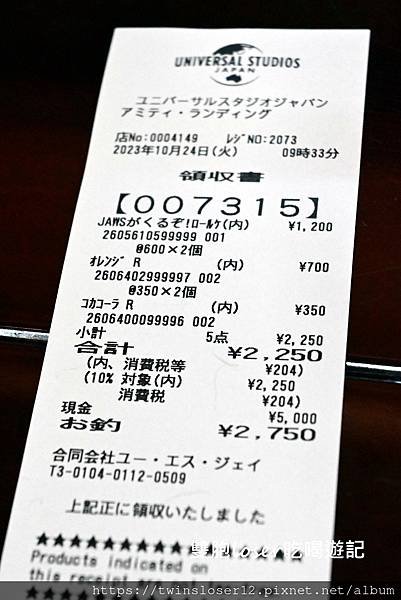 UNIVERSAL STUDIOS
JAPAN
ユニバーサルスタジオジャパン
アミティ・ランディング
店No:0004149 ﾚｼﾞNO:2073
2023年10月24日(火) 09時33分
領収書
【007315】
JAWSがくるぞ!ﾛｰﾙｹ(内) ¥1,200
2605610599999 001
@600×2個
ｵﾚﾝｼﾞ R (内) ¥700
2606402999997 002
@350×2個
ｺｶｺｰﾗ R (内) ¥350
2606400099996 002
小計 5点 ¥2,250
合計 ¥2,250
(内、消費税等 ¥204)
(10% 対象(内) ¥2,250
消費税 ¥204)
現金 ¥5,000
お釣 ¥2,750
合同会社ユー・エス・ジェイ
T3-0104-0112-0509
上記正に領収いたしました
★★★★★★★★★★★★★★★★
吃喝遊記
Products indicated on
this receipt
https://twinsloser12.pixnet.net/album